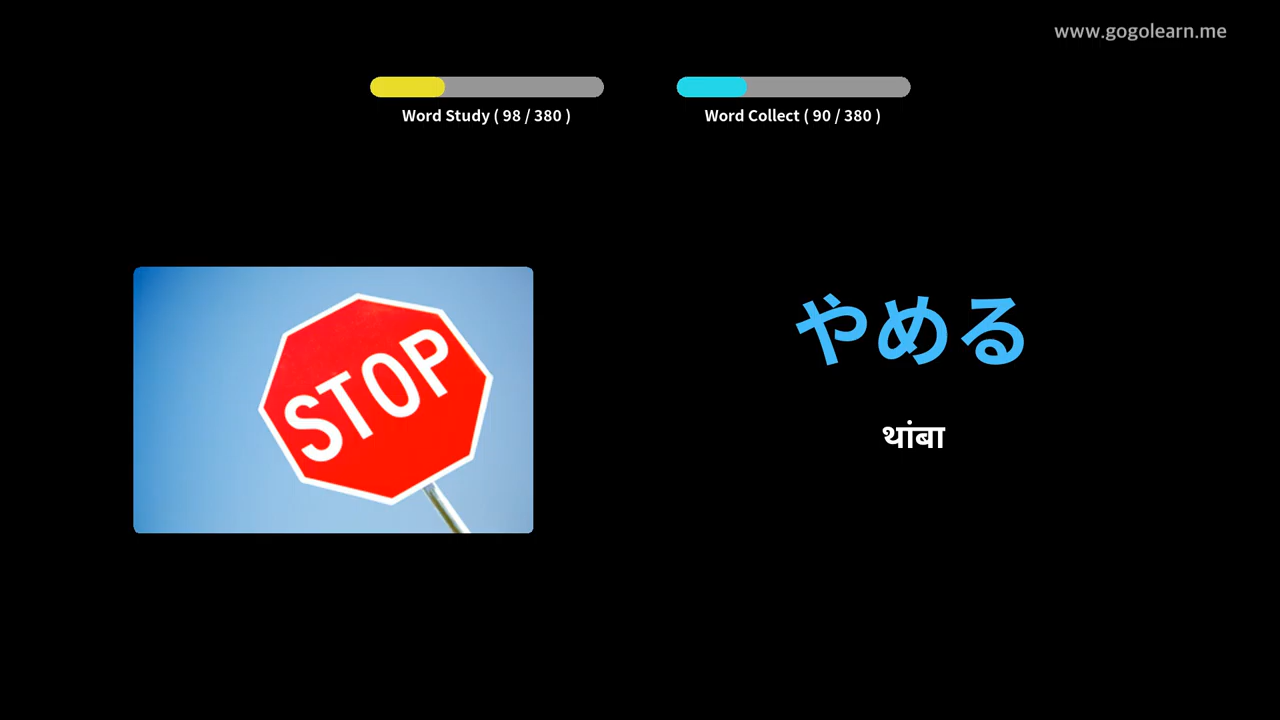 www.gogolearn.me
Word Study ( 98 / 380 )
Word Collect ( 90 / 380 )
STOP
やめる
थांबा